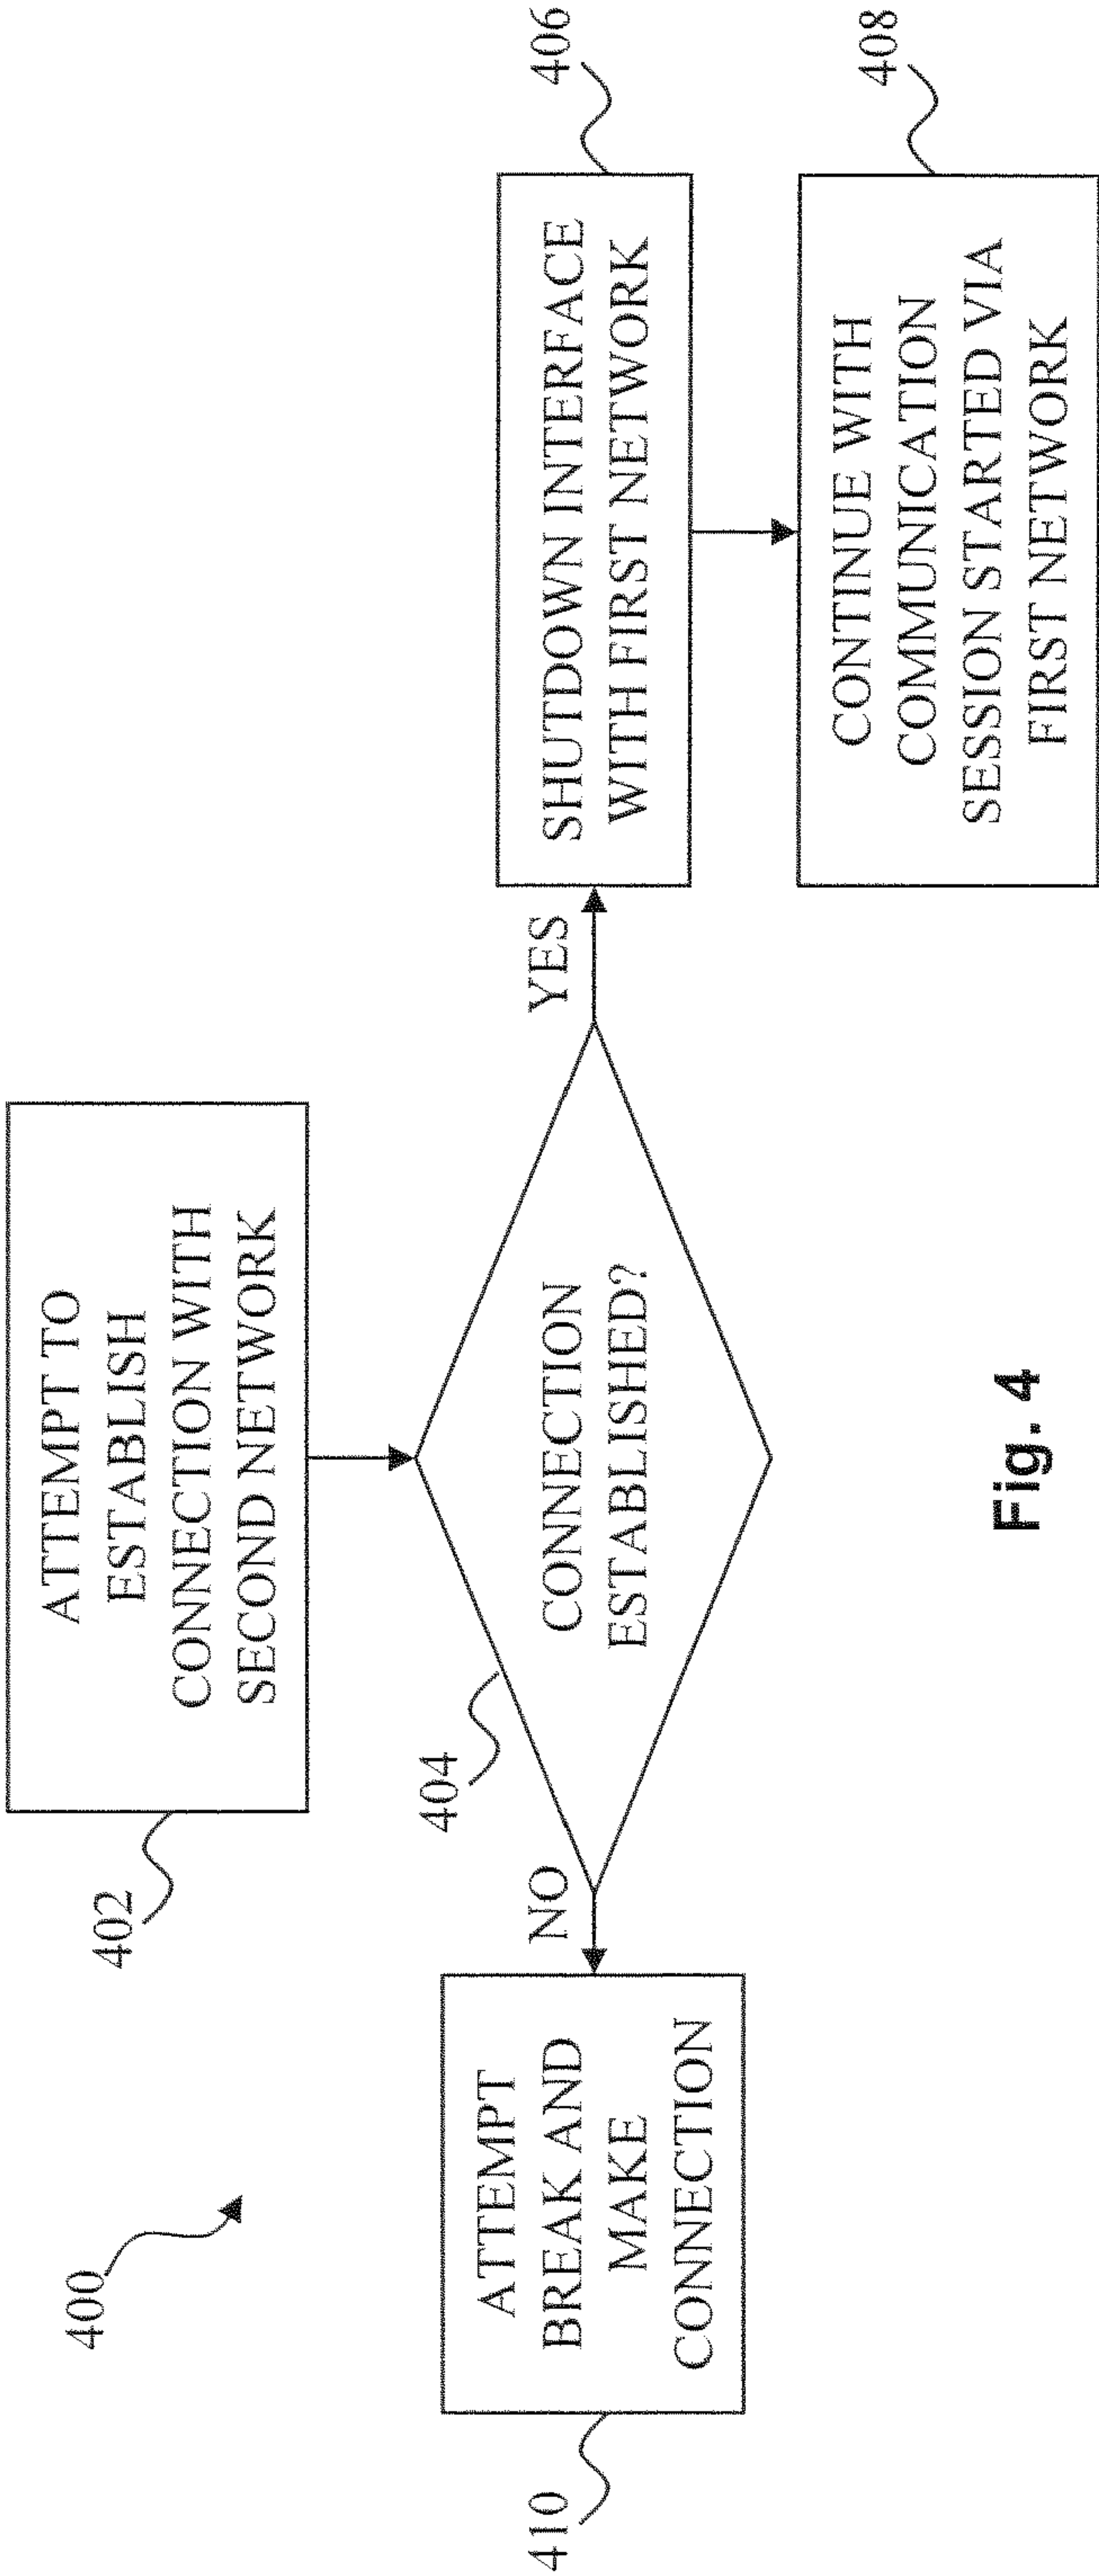 400
402
ATTEMPT TO
ESTABLISH
CONNECTION WITH
SECOND NETWORK
404
CONNECTION
ESTABLISHED?
NO
YES
410
ATTEMPT
BREAK AND
MAKE
CONNECTION
SHUTDOWN INTERFACE
WITH FIRST NETWORK
406
CONTINUE WITH
COMMUNICATION
SESSION STARTED VIA
FIRST NETWORK
408
Fig. 4